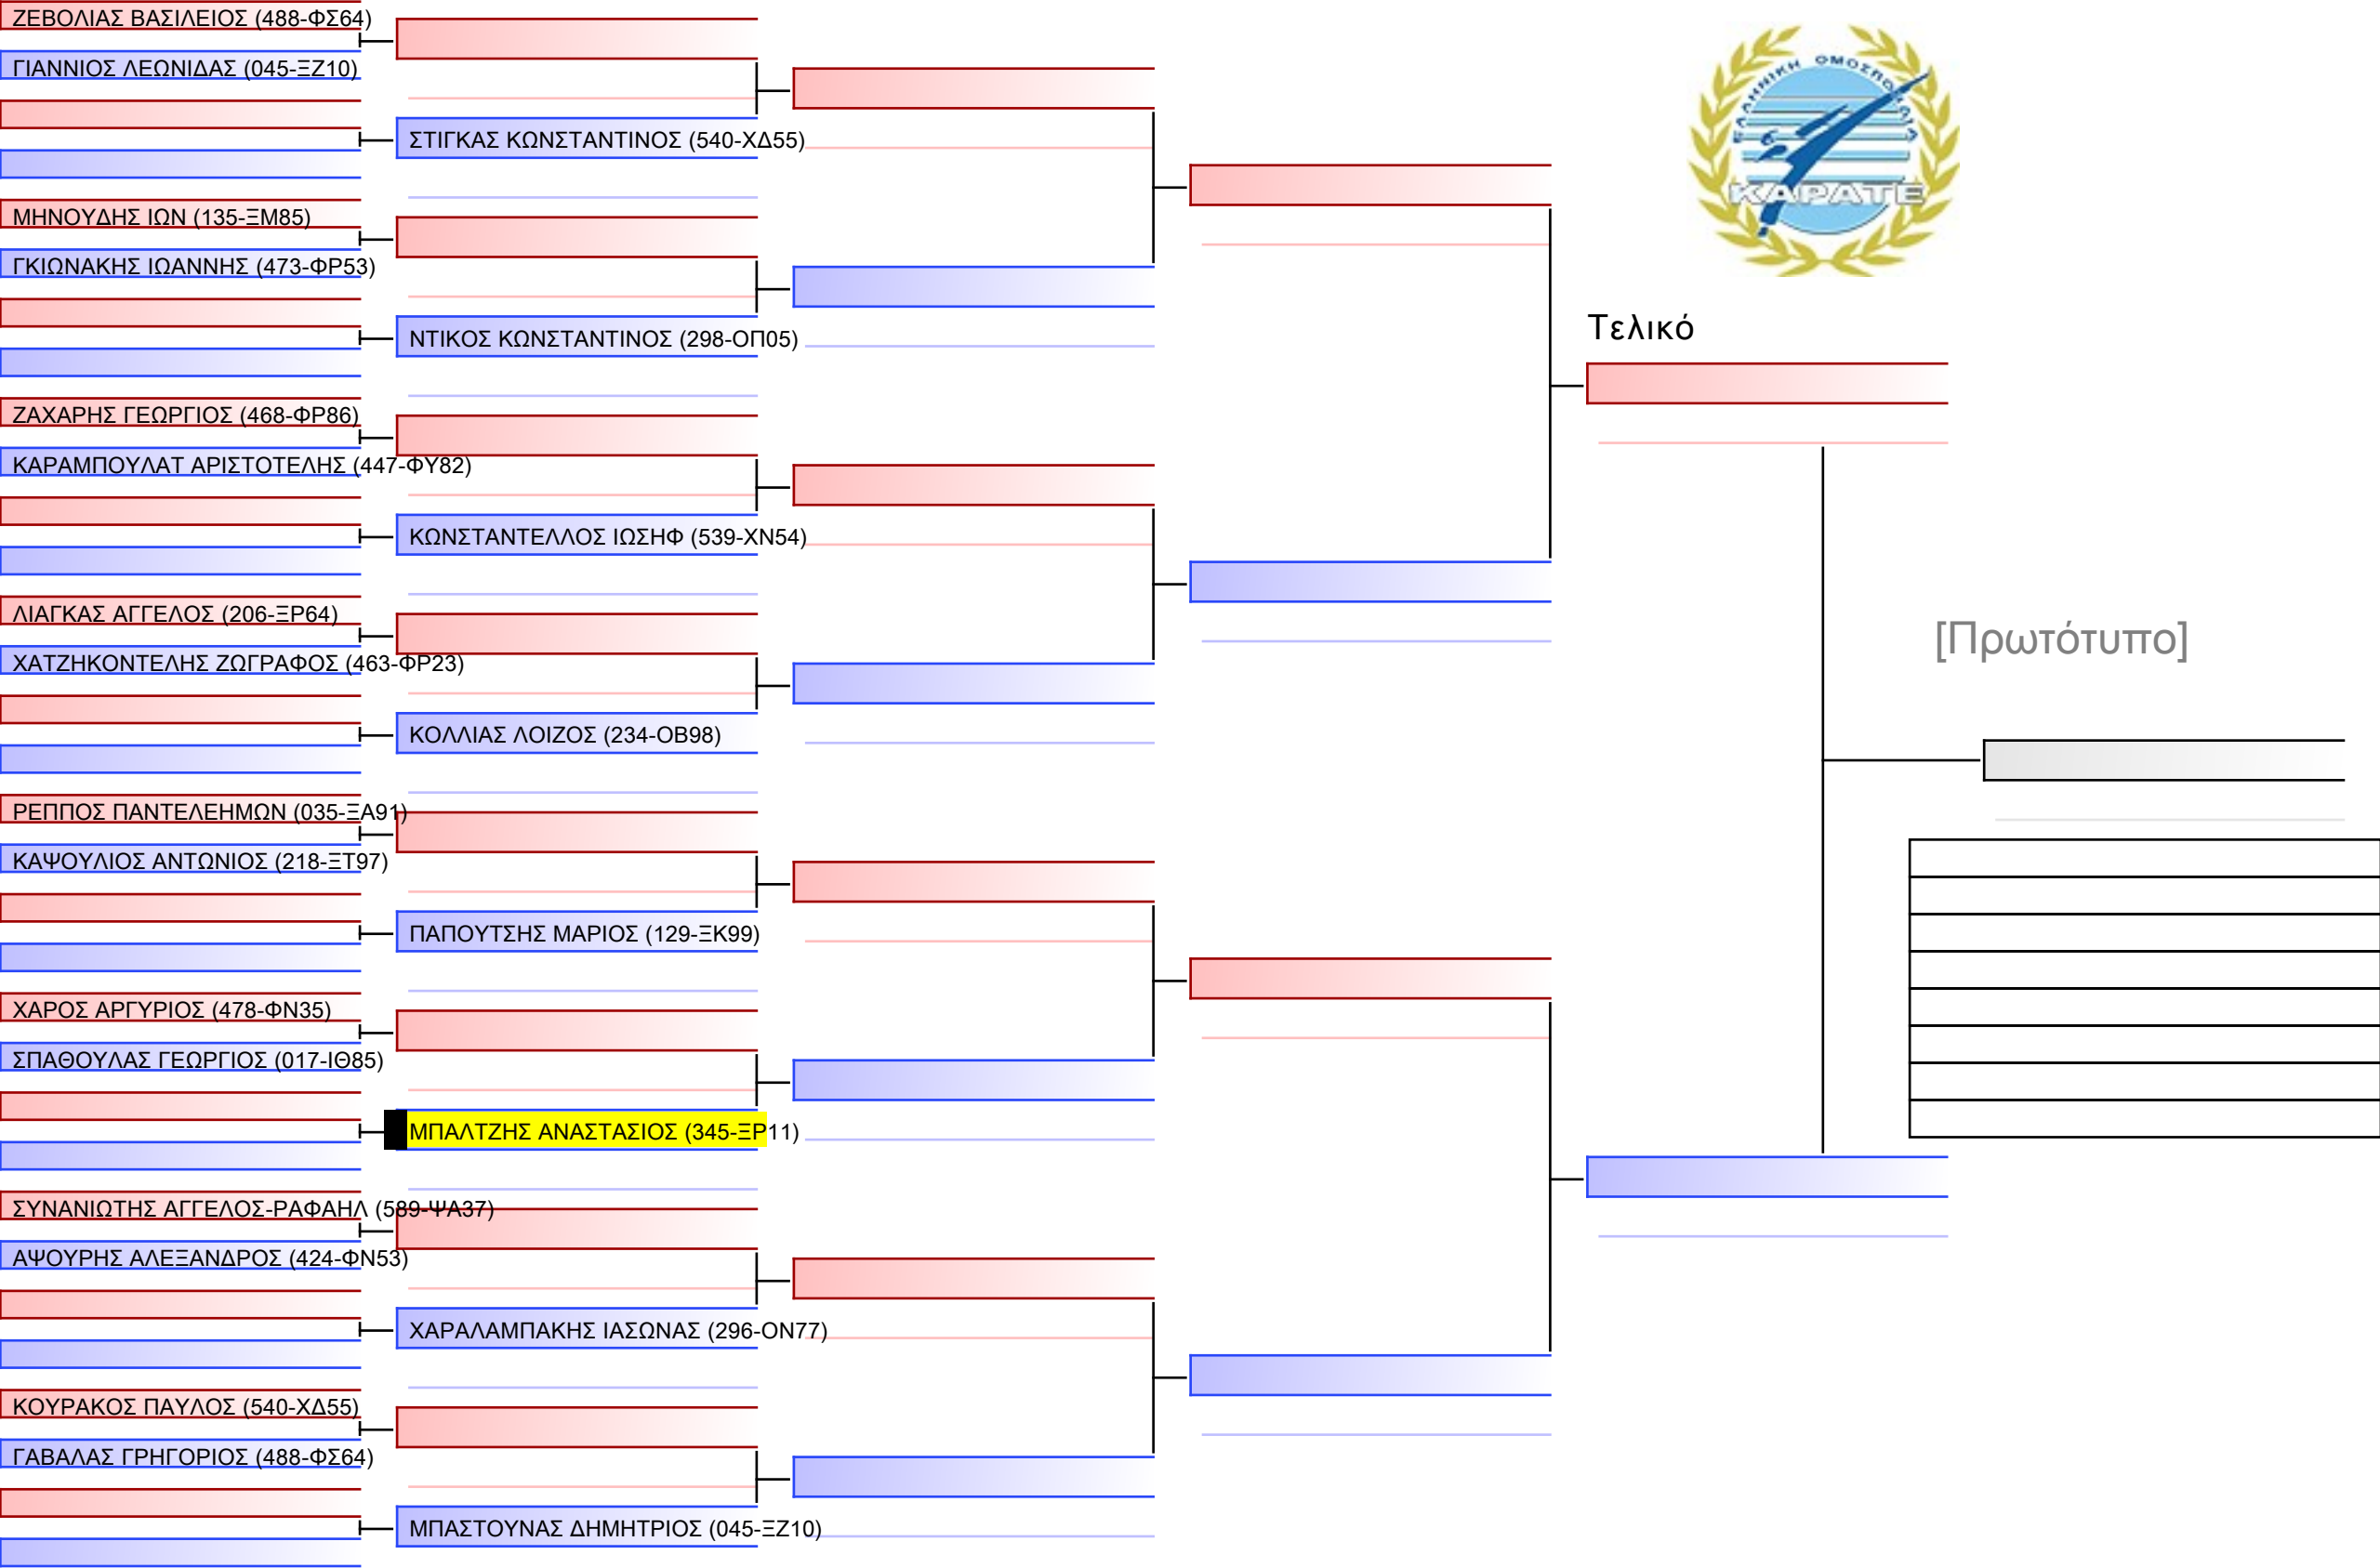 ΖΕΒΟΛΙΑΣ ΒΑΣΙΛΕΙΟΣ (488-ΦΣ64)
ΓΙΑΝΝΙΟΣ ΛΕΩΝΙΔΑΣ (045-ΞΖ10)
ΣΤΙΓΚΑΣ ΚΩΝΣΤΑΝΤΙΝΟΣ (540-ΧΔ55)
ΜΗΝΟΥΔΗΣ ΙΩΝ (135-ΞΜ85)
ΓΚΙΩΝΑΚΗΣ ΙΩΑΝΝΗΣ (473-ΦΡ53)
ΝΤΙΚΟΣ ΚΩΝΣΤΑΝΤΙΝΟΣ (298-ΟΠ05)
ΖΑΧΑΡΗΣ ΓΕΩΡΓΙΟΣ (468-ΦΡ86)
ΚΑΡΑΜΠΟΥΛΑΤ ΑΡΙΣΤΟΤΕΛΗΣ (447-ΦΥ82)
ΚΩΝΣΤΑΝΤΕΛΛΟΣ ΙΩΣΗΦ (539-ΧΝ54)
ΛΙΑΓΚΑΣ ΑΓΓΕΛΟΣ (206-ΞΡ64)
ΧΑΤΖΗΚΟΝΤΕΛΗΣ ΖΩΓΡΑΦΟΣ (463-ΦΡ23)
ΚΟΛΛΙΑΣ ΛΟΙΖΟΣ (234-ΟΒ98)
ΡΕΠΠΟΣ ΠΑΝΤΕΛΕΗΜΩΝ (035-ΞΑ91)
ΚΑΨΟΥΛΙΟΣ ΑΝΤΩΝΙΟΣ (218-ΞΤ97)
ΠΑΠΟΥΤΣΗΣ ΜΑΡΙΟΣ (129-ΞΚ99)
ΧΑΡΟΣ ΑΡΓΥΡΙΟΣ (478-ΦΝ35)
ΣΠΑΘΟΥΛΑΣ ΓΕΩΡΓΙΟΣ (017-ΙΘ85)
ΜΠΑΛΤΖΗΣ ΑΝΑΣΤΑΣΙΟΣ (345-ΞΡ11)
ΣΥΝΑΝΙΩΤΗΣ ΑΓΓΕΛΟΣ-ΡΑΦΑΗΛ (589-ΨΑ37)
ΑΨΟΥΡΗΣ ΑΛΕΞΑΝΔΡΟΣ (424-ΦΝ53)
ΧΑΡΑΛΑΜΠΑΚΗΣ ΙΑΣΩΝΑΣ (296-ΟΝ77)
ΚΟΥΡΑΚΟΣ ΠΑΥΛΟΣ (540-ΧΔ55)
ΓΑΒΑΛΑΣ ΓΡΗΓΟΡΙΟΣ (488-ΦΣ64)
ΜΠΑΣΤΟΥΝΑΣ ΔΗΜΗΤΡΙΟΣ (045-ΞΖ10)
ΕΛΛΗΝΙΚΗ ΟΜΟΣΠΟΝΔΙΑ
ΚΑΡΑΤΕ
Τελικό
[Πρωτότυπο]